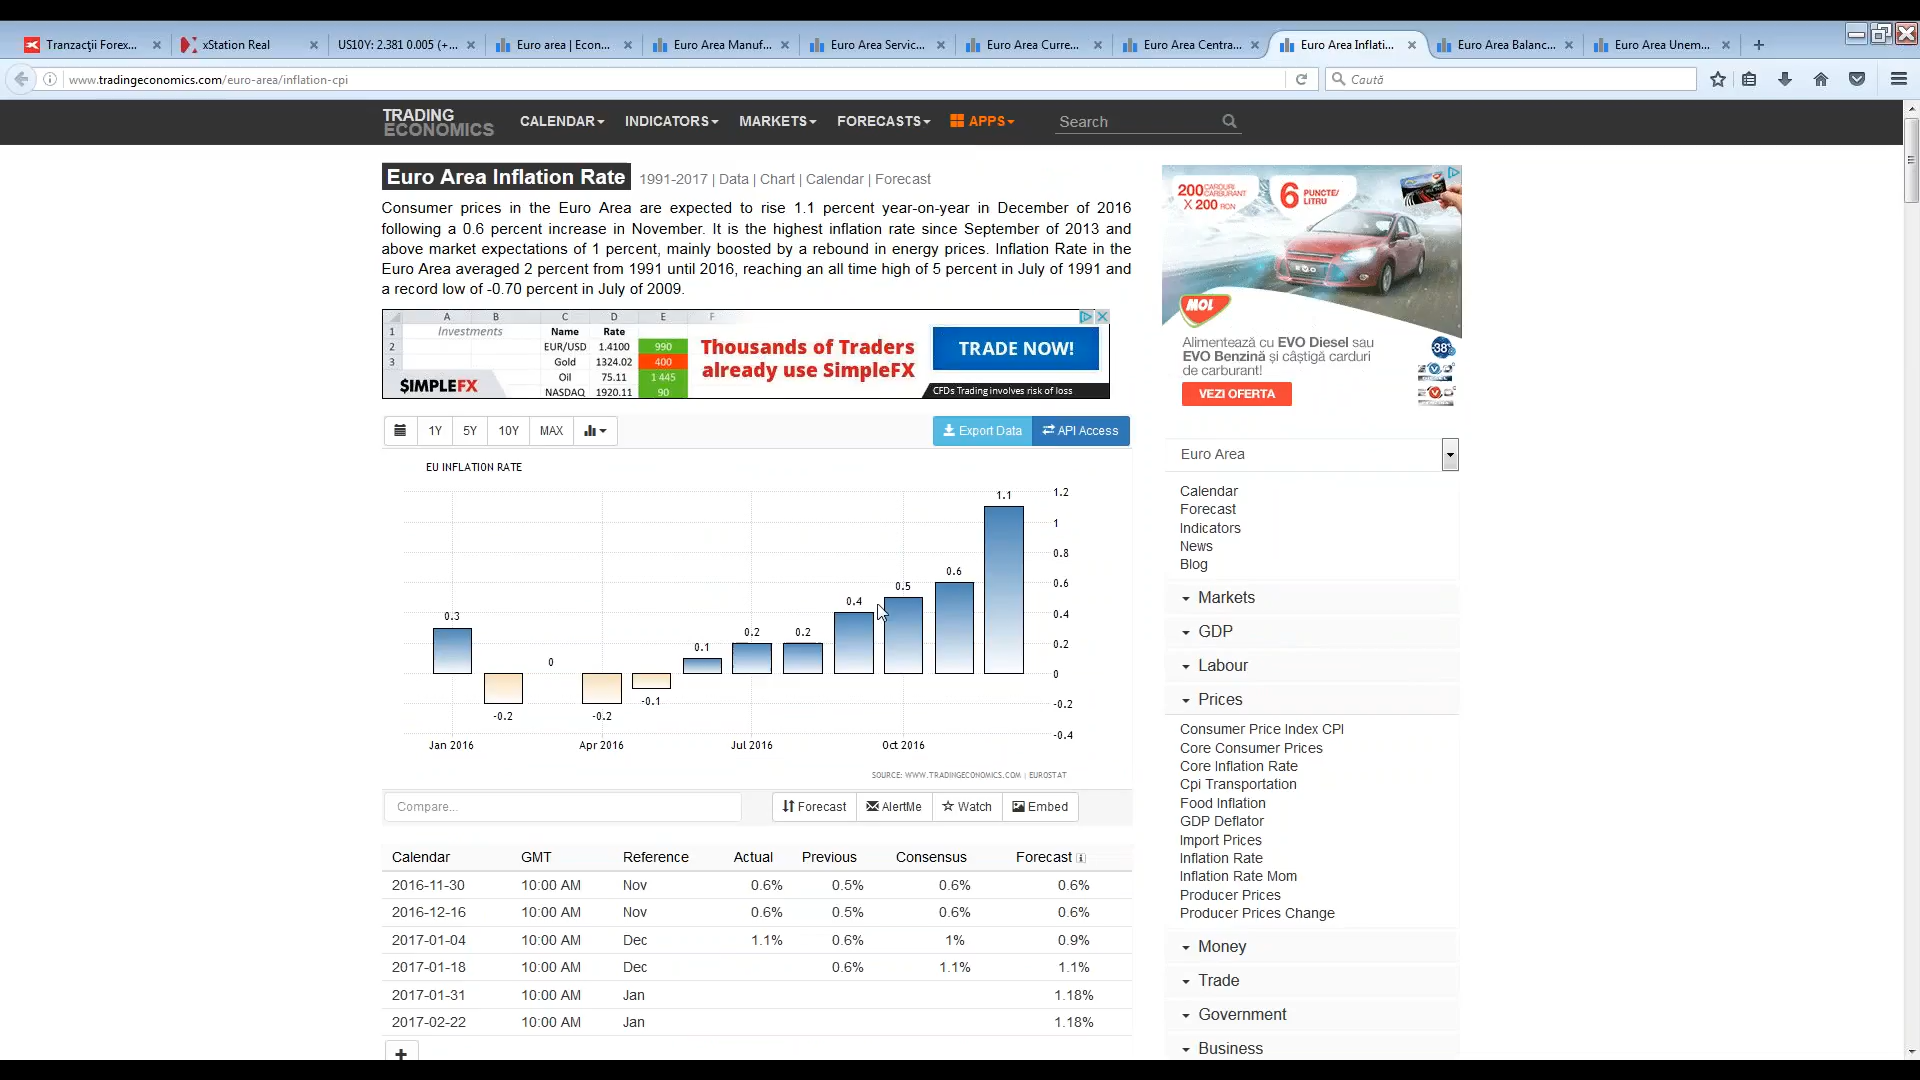 Tranzacţii Forex...
xStation Real
US10Y: 2.381 0.005 (+...
Euro area | Econ...
Euro Area Manuf...
Euro Area Servic...
Euro Area Curre...
Euro Area Centra...
Euro Area Inflati...
Euro Area Balanc...
Euro Area Unem...
www.tradingeconomics.com/euro-area/inflation-cpi
Caută
TRADING
ECONOMICS
CALENDAR
INDICATORS
MARKETS
FORECASTS
APPS
Search
Euro Area Inflation Rate 1991-2017 | Data | Chart | Calendar | Forecast
Consumer prices in the Euro Area are expected to rise 1.1 percent year-on-year in December of 2016
following a 0.6 percent increase in November. It is the highest inflation rate since September of 2013 and
above market expectations of 1 percent, mainly boosted by a rebound in energy prices. Inflation Rate in the
Euro Area averaged 2 percent from 1991 until 2016, reaching an all time high of 5 percent in July of 1991 and
a record low of -0.70 percent in July of 2009.
A B C D E F
1 Investments Name Rate
2 EUR/USD 1.4100 990
3 Gold 1324.02 400
Oil 75.11 1 445
NASDAQ 1920.11 90
$IMPLEFX
Thousands of Traders
already use SimpleFX
TRADE NOW!
CFDs Trading involves risk of loss
1Y
5Y
10Y
MAX
Export Data
API Access
EU INFLATION RATE
1.2
1
0.8
0.6
0.4
0.2
0
-0.2
-0.4
0.3
-0.2
0
-0.2
-0.1
0.1
0.2
0.2
0.4
0.5
0.6
1.1
Jan 2016
Apr 2016
Jul 2016
Oct 2016
SOURCE: WWW.TRADINGECONOMICS.COM | EUROSTAT
Compare...
Forecast
AlertMe
Watch
Embed
Calendar GMT Reference Actual Previous Consensus Forecast
2016-11-30 10:00 AM Nov 0.6% 0.5% 0.6% 0.6%
2016-12-16 10:00 AM Nov 0.6% 0.5% 0.6% 0.6%
2017-01-04 10:00 AM Dec 1.1% 0.6% 1% 0.9%
2017-01-18 10:00 AM Dec 0.6% 1.1% 1.1%
2017-01-31 10:00 AM Jan 1.18%
2017-02-22 10:00 AM Jan 1.18%
200 CARDURI
CARBURANT
X 200 RON
6 PUNCTE/
LITRU
EVO
MOL
Alimentează cu EVO Diesel sau
EVO Benzină și câștigă carduri
de carburant!
VEZI OFERTA
-38°
Euro Area
Calendar
Forecast
Indicators
News
Blog
Markets
GDP
Labour
Prices
Consumer Price Index CPI
Core Consumer Prices
Core Inflation Rate
Cpi Transportation
Food Inflation
GDP Deflator
Import Prices
Inflation Rate
Inflation Rate Mom
Producer Prices
Producer Prices Change
Money
Trade
Government
Business